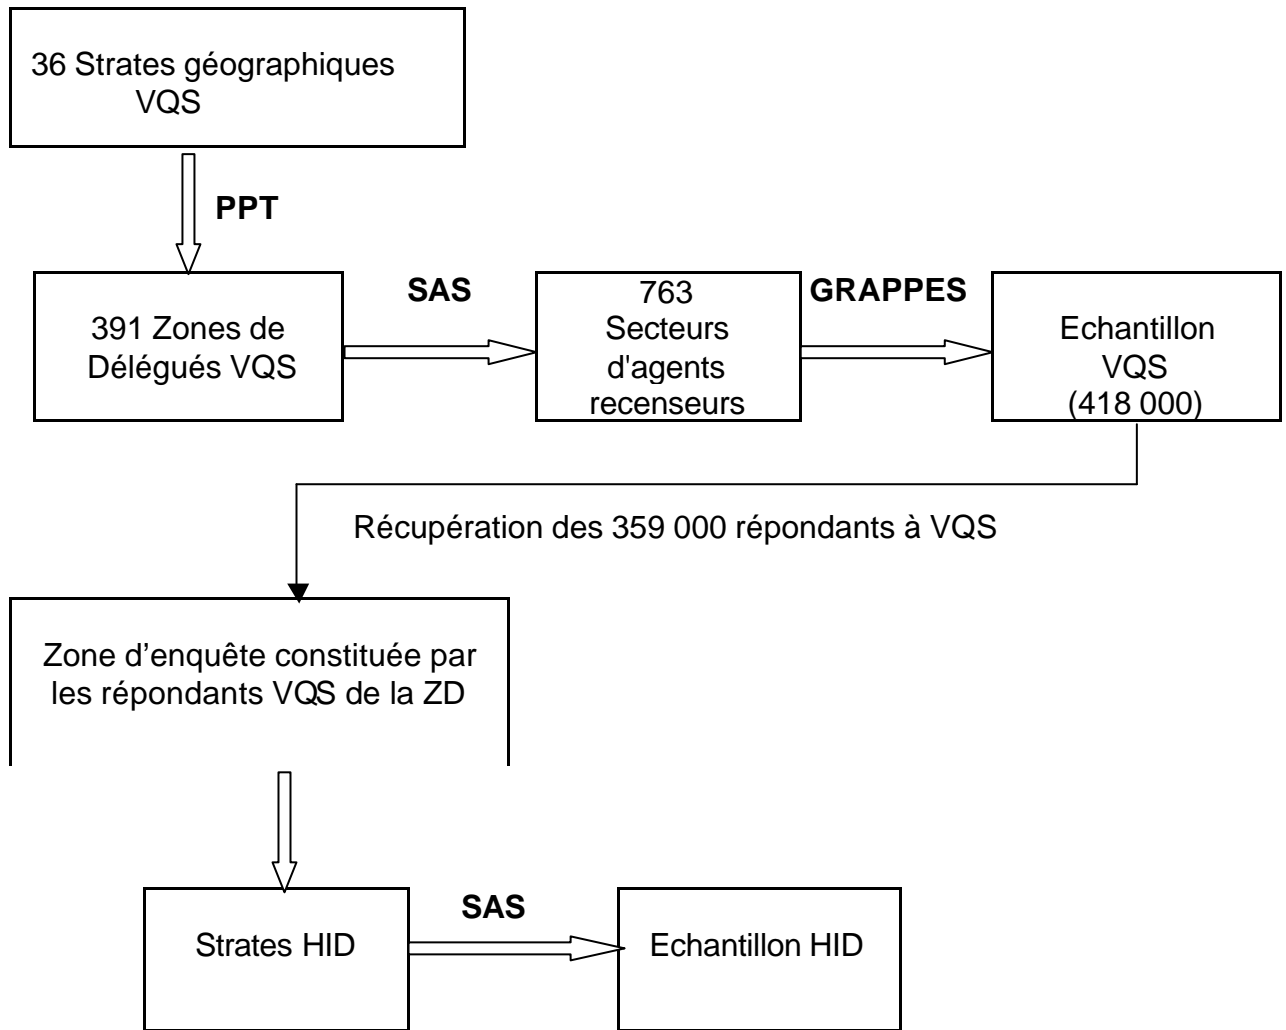 36 Strates géographiques
VQS
PPT
391 Zones de
Délégués VQS
SAS
763
Secteurs
d'agents
recenseurs
GRAPPES
Echantillon
VQS
(418 000)
Récupération des 359 000 répondants à VQS
Zone d’enquête constituée par
les répondants VQS de la ZD
Strates HID
SAS
Echantillon HID